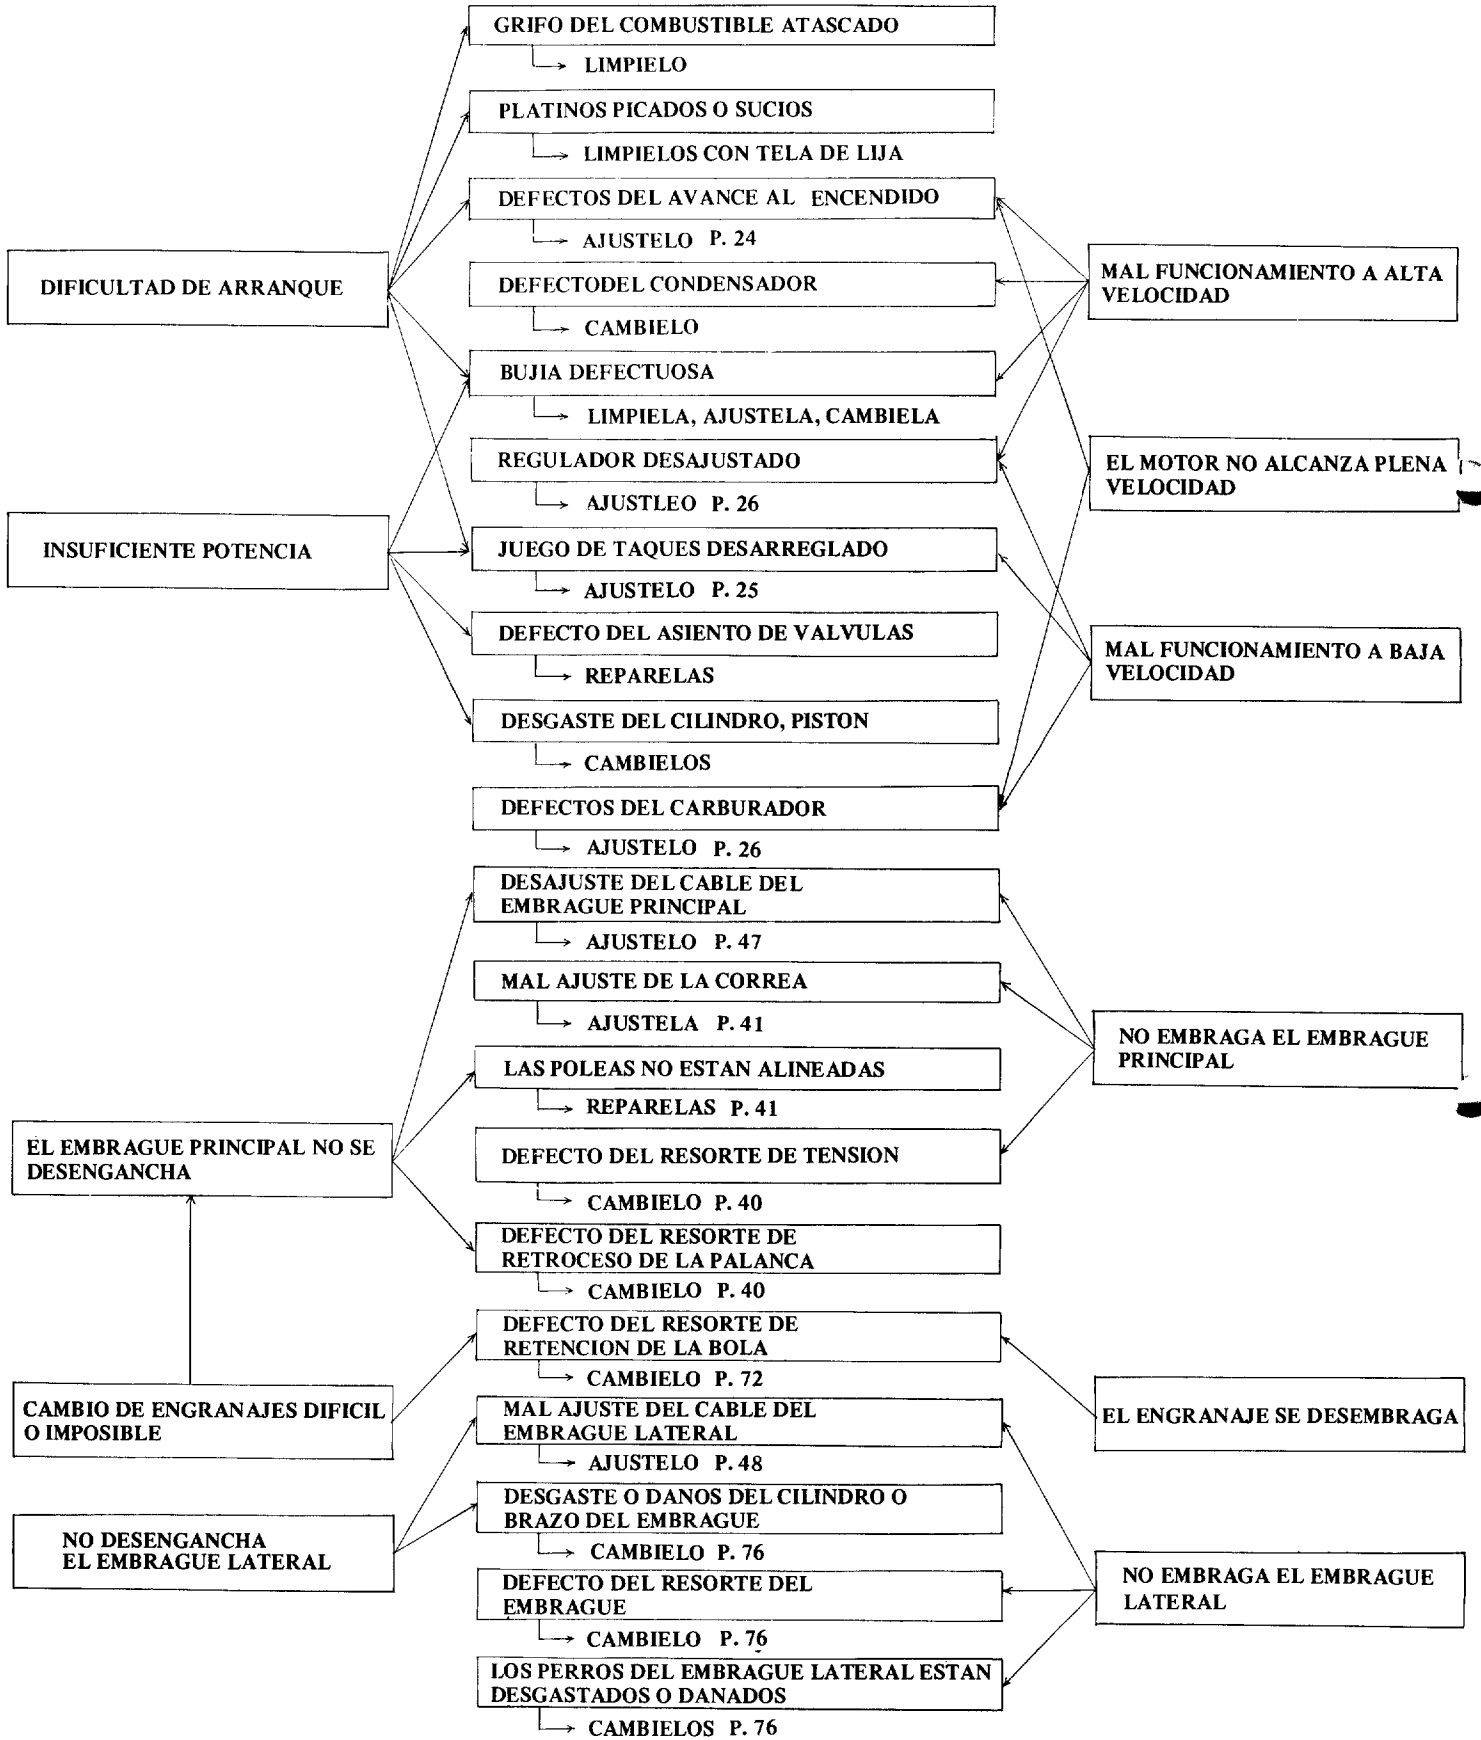 GRIFO DEL COMBUSTIBLE ATASCADO
LIMPIELO
PLATINOS PICADOS O SUCIOS
LIMPIELOS CON TELA DE LIJA
DEFECTOS DEL AVANCE AL ENCENDIDO
AJUSTELO P. 24
DIFICULTAD DE ARRANQUE
DEFECTODEL CONDENSADOR
CAMBIELO
MAL FUNCIONAMIENTO A ALTA
VELOCIDAD
BUJIA DEFECTUOSA
LIMPIELA, AJUSTELA, CAMBIELA
REGULADOR DESAJUSTADO
AJUSTLEO P. 26
EL MOTOR NO ALCANZA PLENA
VELOCIDAD
INSUFICIENTE POTENCIA
JUEGO DE TAQUES DESARREGLADO
AJUSTELO P. 25
DEFECTO DEL ASIENTO DE VALVULAS
REPARELAS
MAL FUNCIONAMIENTO A BAJA
VELOCIDAD
DESGASTE DEL CILINDRO, PISTON
CAMBIELOS
DEFECTOS DEL CARBURADOR
AJUSTELO P. 26
DESAJUSTE DEL CABLE DEL
EMBRAGUE PRINCIPAL
AJUSTELO P. 47
MAL AJUSTE DE LA CORREA
AJUSTELA P. 41
NO EMBRAGA EL EMBRAGUE
PRINCIPAL
LAS POLEAS NO ESTAN ALINEADAS
REPARELAS P. 41
EL EMBRAGUE PRINCIPAL NO SE
DESENGANCHA
DEFECTO DEL RESORTE DE TENSION
CAMBIELO P. 40
DEFECTO DEL RESORTE DE
RETROCESO DE LA PALANCA
CAMBIELO P. 40
DEFECTO DEL RESORTE DE
RETENCION DE LA BOLA
CAMBIELO P. 72
CAMBIO DE ENGRANAJES DIFICIL
O IMPOSIBLE
MAL AJUSTE DEL CABLE DEL
EMBRAGUE LATERAL
AJUSTELO P. 48
EL ENGRANAJE SE DESEMBRAGA
DESGASTE O DANOS DEL CILINDRO O
BRAZO DEL EMBRAGUE
CAMBIELO P. 76
NO DESENGANCHA
EL EMBRAGUE LATERAL
DEFECTO DEL RESORTE DEL
EMBRAGUE
CAMBIELO P. 76
NO EMBRAGA EL EMBRAGUE
LATERAL
LOS PERROS DEL EMBRAGUE LATERAL ESTAN
DESGASTADOS O DANADOS
CAMBIELOS P. 76